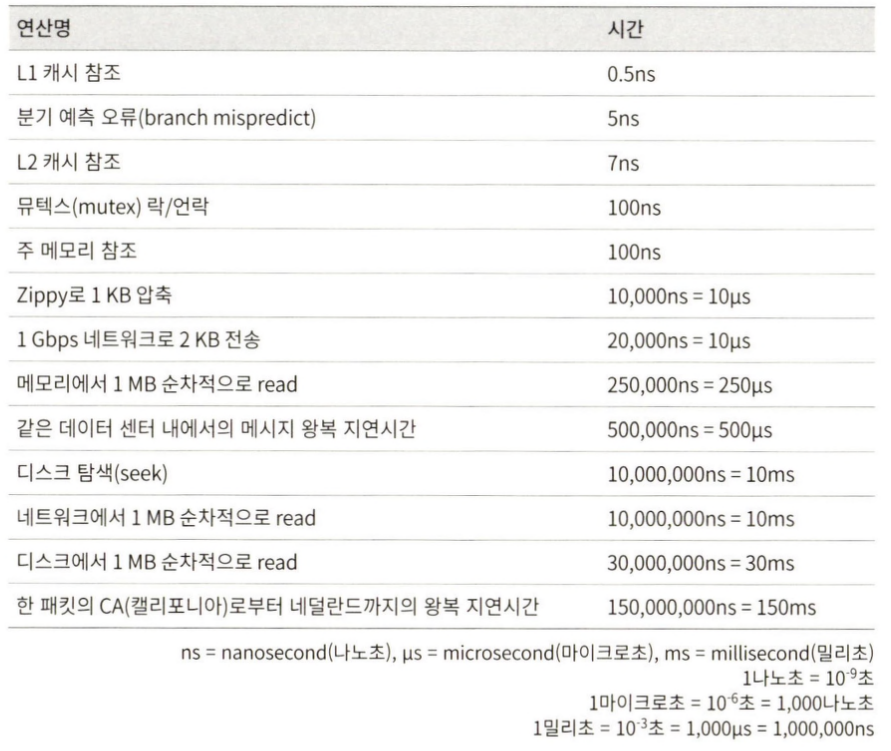 연산명 시간
L1 캐시 참조 0.5ns
분기 예측 오류(branch mispredict) 5ns
L2 캐시 참조 7ns
뮤텍스(mutex) 락/언락 100ns
주 메모리 참조 100ns
Zippy로 1 KB 압축 10,000ns = 10μs
1 Gbps 네트워크로 2 KB 전송 20,000ns = 10μs
메모리에서 1 MB 순차적으로 read 250,000ns = 250μs
같은 데이터 센터 내에서의 메시지 왕복 지연시간 500,000ns = 500μs
디스크 탐색(seek) 10,000,000ns = 10ms
네트워크에서 1 MB 순차적으로 read 10,000,000ns = 10ms
디스크에서 1 MB 순차적으로 read 30,000,000ns = 30ms
한 패킷의 CA(캘리포니아)로부터 네덜란드까지의 왕복 지연시간 150,000,000ns = 150ms
ns = nanosecond(나노초), μs = microsecond(마이크로초), ms = millisecond(밀리초)
1나노초 = 10⁻⁹초
1마이크로초 = 10⁻⁶초 = 1,000나노초
1밀리초 = 10⁻³초 = 1,000μs = 1,000,000ns